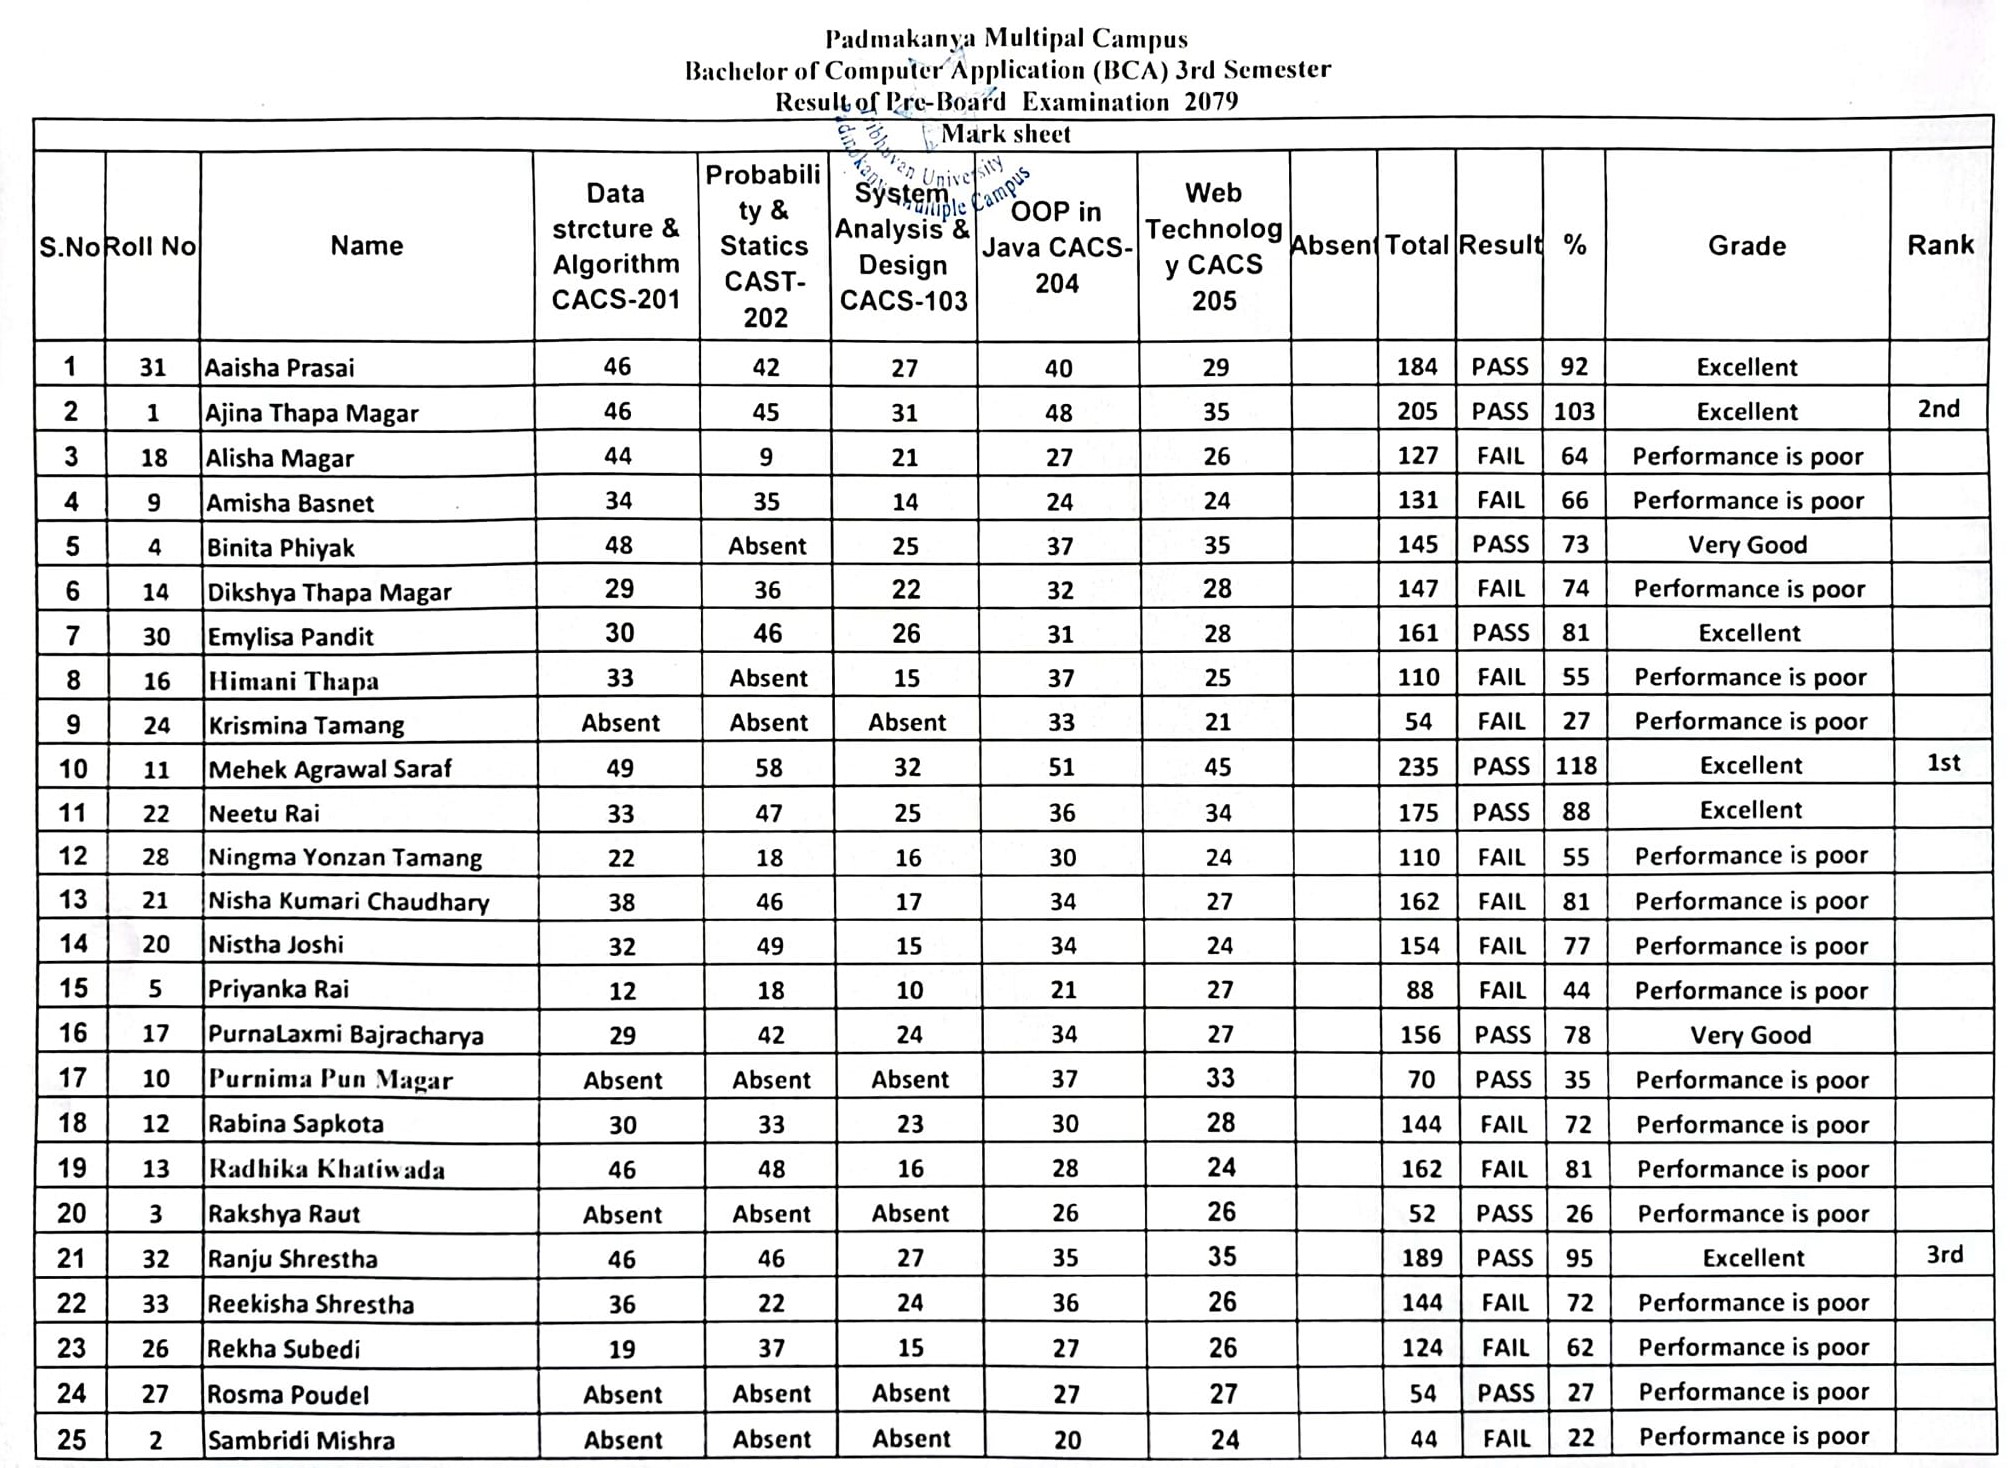 Padmakanya Multipal Campus
Bachelor of Computer Application (BCA) 3rd Semester
Result of Pre-Board Examination 2079
Mark sheet
Tribhuvan University
Padmakanya Multiple Campus
S.No Roll No Name Data strcture & Algorithm CACS-201 Probabili ty & Statics CAST-202 System Analysis & Design CACS-103 OOP in Java CACS-204 Web Technolog y CACS 205 Absent Total Result % Grade Rank
1 31 Aaisha Prasai 46 42 27 40 29 184 PASS 92 Excellent
2 1 Ajina Thapa Magar 46 45 31 48 35 205 PASS 103 Excellent 2nd
3 18 Alisha Magar 44 9 21 27 26 127 FAIL 64 Performance is poor
4 9 Amisha Basnet 34 35 14 24 24 131 FAIL 66 Performance is poor
5 4 Binita Phiyak 48 Absent 25 37 35 145 PASS 73 Very Good
6 14 Dikshya Thapa Magar 29 36 22 32 28 147 FAIL 74 Performance is poor
7 30 Emylisa Pandit 30 46 26 31 28 161 PASS 81 Excellent
8 16 Himani Thapa 33 Absent 15 37 25 110 FAIL 55 Performance is poor
9 24 Krismina Tamang Absent Absent Absent 33 21 54 FAIL 27 Performance is poor
10 11 Mehek Agrawal Saraf 49 58 32 51 45 235 PASS 118 Excellent 1st
11 22 Neetu Rai 33 47 25 36 34 175 PASS 88 Excellent
12 28 Ningma Yonzan Tamang 22 18 16 30 24 110 FAIL 55 Performance is poor
13 21 Nisha Kumari Chaudhary 38 46 17 34 27 162 FAIL 81 Performance is poor
14 20 Nistha Joshi 32 49 15 34 24 154 FAIL 77 Performance is poor
15 5 Priyanka Rai 12 18 10 21 27 88 FAIL 44 Performance is poor
16 17 PurnaLaxmi Bajracharya 29 42 24 34 27 156 PASS 78 Very Good
17 10 Purnima Pun Magar Absent Absent Absent 37 33 70 PASS 35 Performance is poor
18 12 Rabina Sapkota 30 33 23 30 28 144 FAIL 72 Performance is poor
19 13 Radhika Khatiwada 46 48 16 28 24 162 FAIL 81 Performance is poor
20 3 Rakshya Raut Absent Absent Absent 26 26 52 PASS 26 Performance is poor
21 32 Ranju Shrestha 46 46 27 35 35 189 PASS 95 Excellent 3rd
22 33 Reekisha Shrestha 36 22 24 36 26 144 FAIL 72 Performance is poor
23 26 Rekha Subedi 19 37 15 27 26 124 FAIL 62 Performance is poor
24 27 Rosma Poudel Absent Absent Absent 27 27 54 PASS 27 Performance is poor
25 2 Sambridi Mishra Absent Absent Absent 20 24 44 FAIL 22 Performance is poor